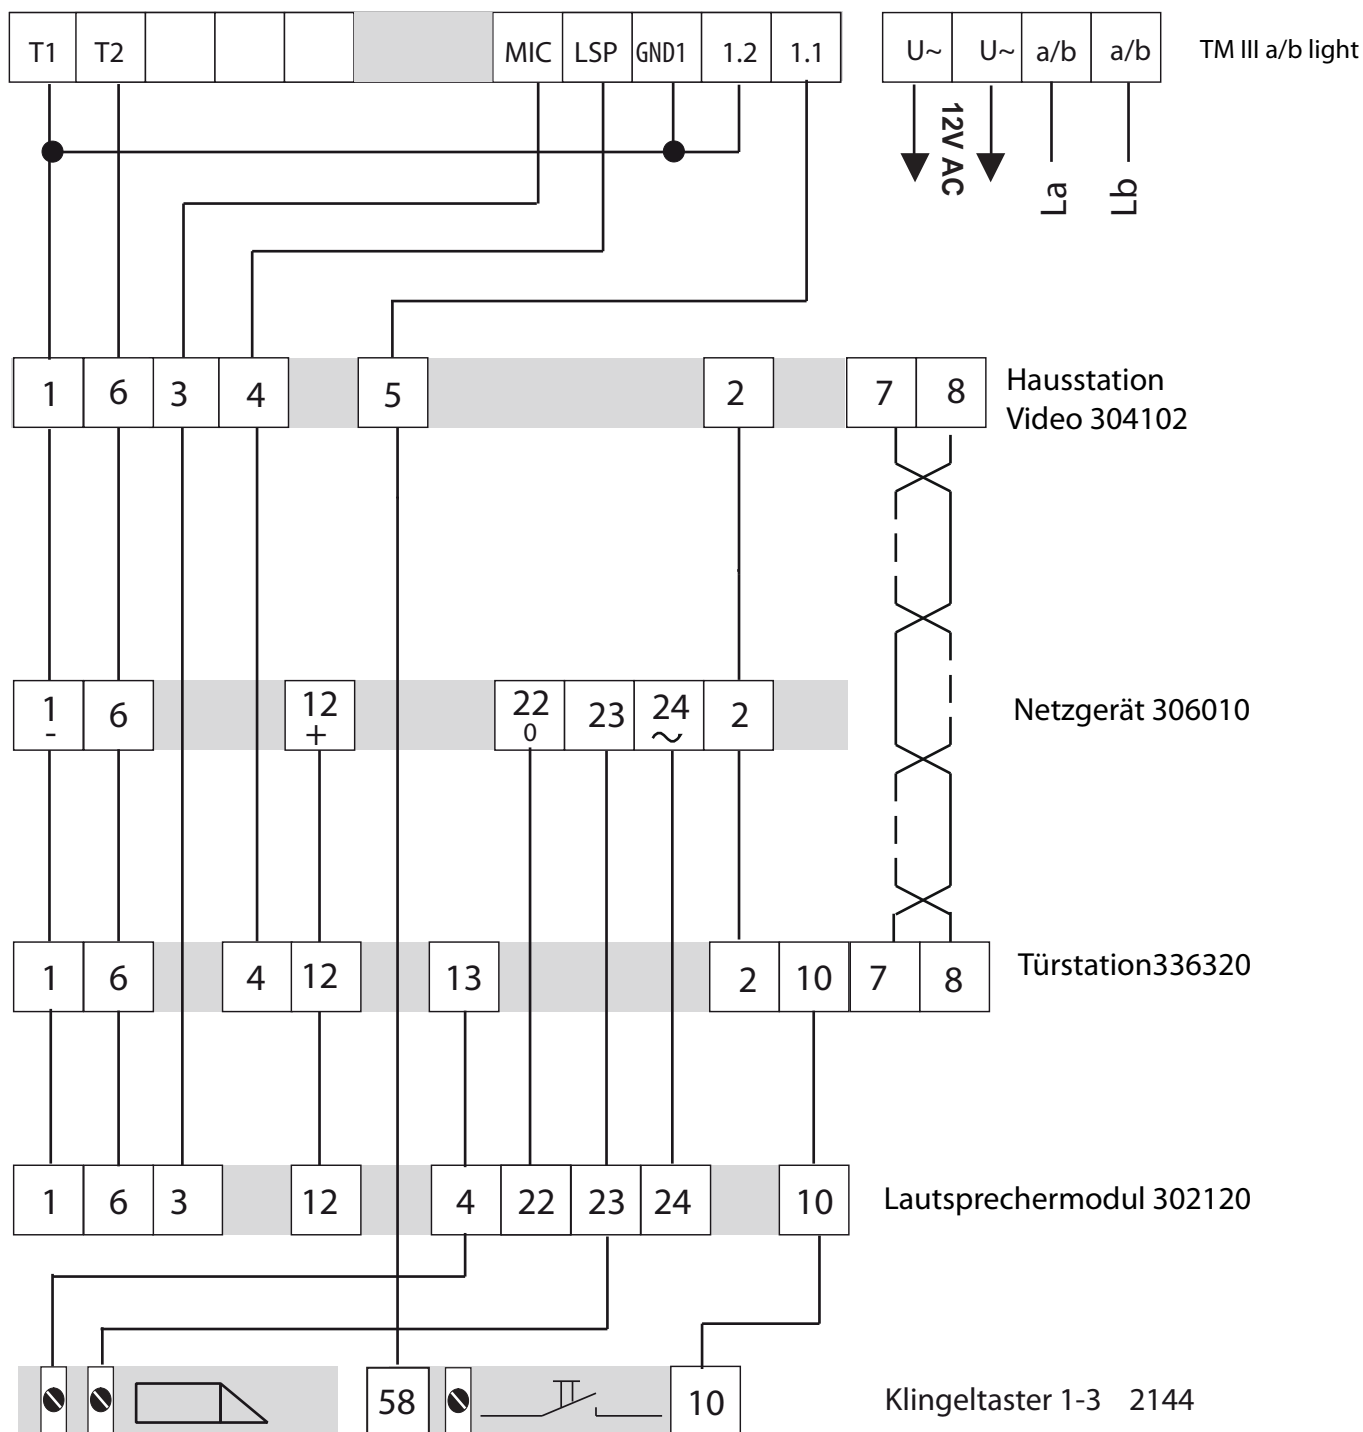 T1 T2 MIC LSP GND1 1.2 1.1 U~ U~ a/b a/b TM III a/b light
12V AC
La Lb
1 6 3 4 5 2 7 8 Hausstation
Video 304102
1 6 12 22 23 24 2 Netzgerät 306010
- + 0 ~
1 6 4 12 13 2 10 7 8 Türstation336320
1 6 3 12 4 22 23 24 10 Lautsprechermodul 302120
58 10 Klingeltaster 1-3 2144